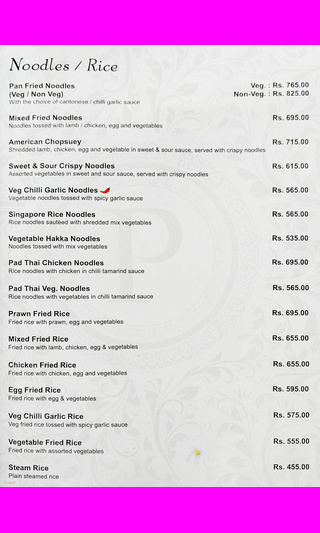 Noodles / Rice
Pan Fried Noodles Veg. : Rs. 765.00
(Veg / Non Veg) Non-Veg. : Rs. 825.00
With the choice of cantonese / chilli garlic sauce
Mixed Fried Noodles Rs. 695.00
Noodles tossed with lamb / chicken, egg and vegetables
American Chopsuey Rs. 715.00
Shredded lamb, chicken, egg and vegetable in sweet & sour sauce, served with crispy noodles
Sweet & Sour Crispy Noodles Rs. 615.00
Assorted vegetables in sweet and sour sauce, served with crispy noodles
Veg Chilli Garlic Noodles Rs. 565.00
Vegetable noodles tossed with spicy garlic sauce
Singapore Rice Noodles Rs. 565.00
Rice noodles sautéed with shredded mix vegetables
Vegetable Hakka Noodles Rs. 535.00
Noodles tossed with mix vegetables
Pad Thai Chicken Noodles Rs. 695.00
Rice noodles with chicken in chilli tamarind sauce
Pad Thai Veg. Noodles Rs. 565.00
Rice noodles with vegetables in chilli tamarind sauce
Prawn Fried Rice Rs. 695.00
Fried rice with prawn, egg and vegetables
Mixed Fried Rice Rs. 655.00
Fried rice with lamb, chicken, egg & vegetables
Chicken Fried Rice Rs. 655.00
Fried rice with chicken, egg and vegetables
Egg Fried Rice Rs. 595.00
Fried rice with egg & vegetables
Veg Chilli Garlic Rice Rs. 575.00
Veg fried rice tossed with spicy garlic sauce
Vegetable Fried Rice Rs. 555.00
Fried rice with assorted vegetables
Steam Rice Rs. 455.00
Plain steamed rice